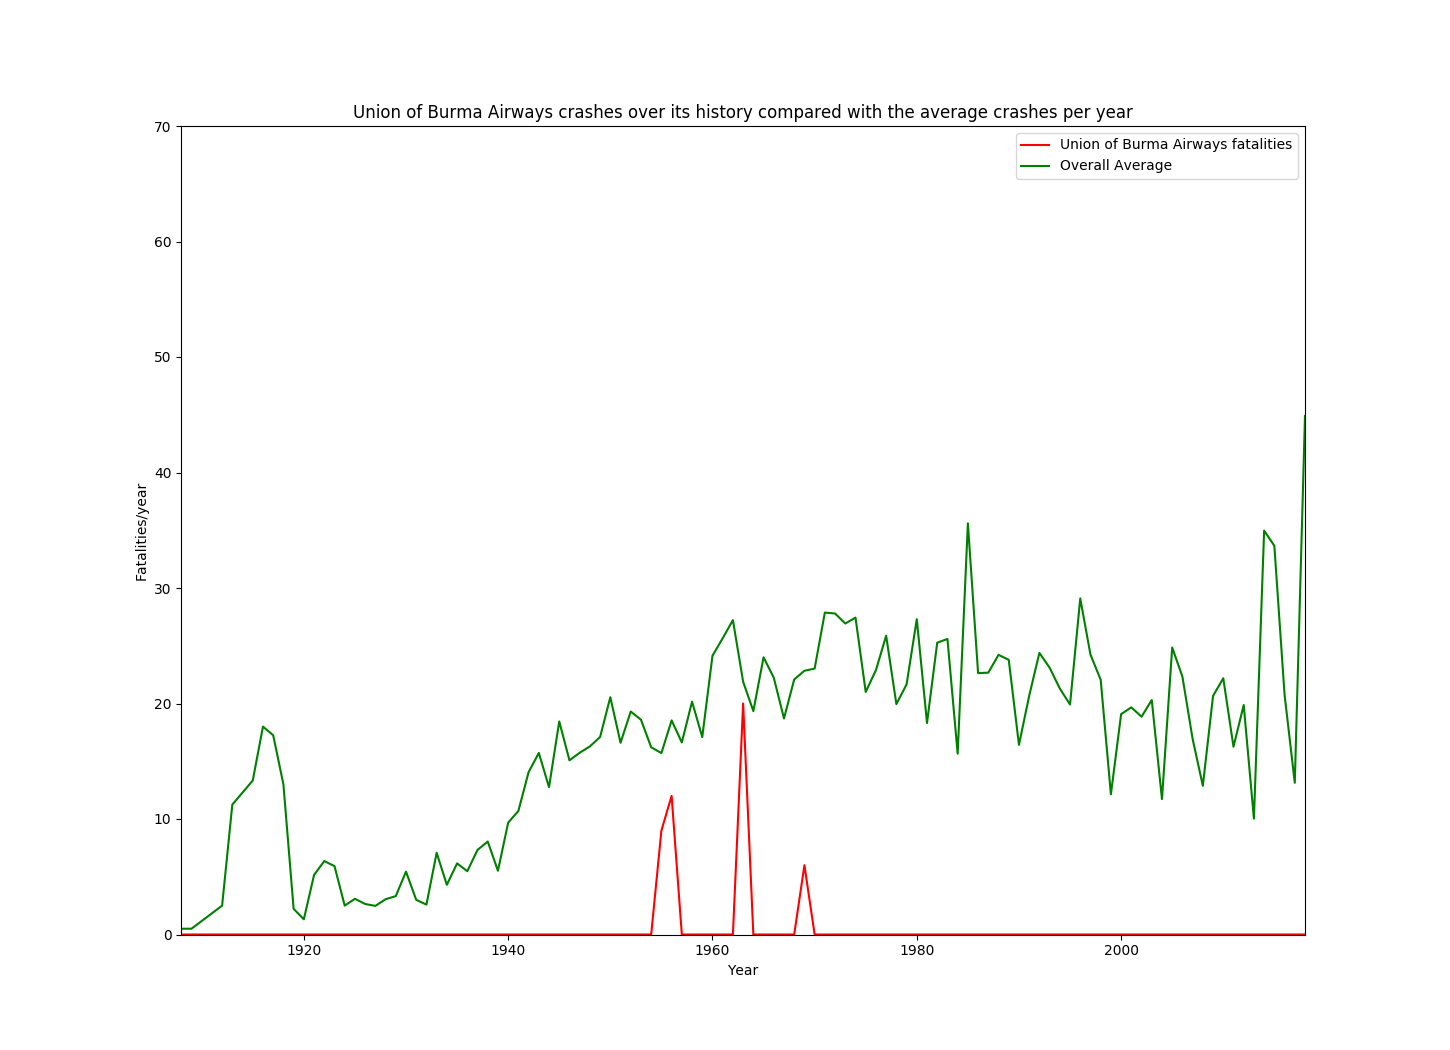 Union of Burma Airways crashes over its history compared with the average crashes per year
Union of Burma Airways fatalities
Overall Average
70
60
50
40
30
20
10
0
Fatalities/year
1920 1940 1960 1980 2000
Year